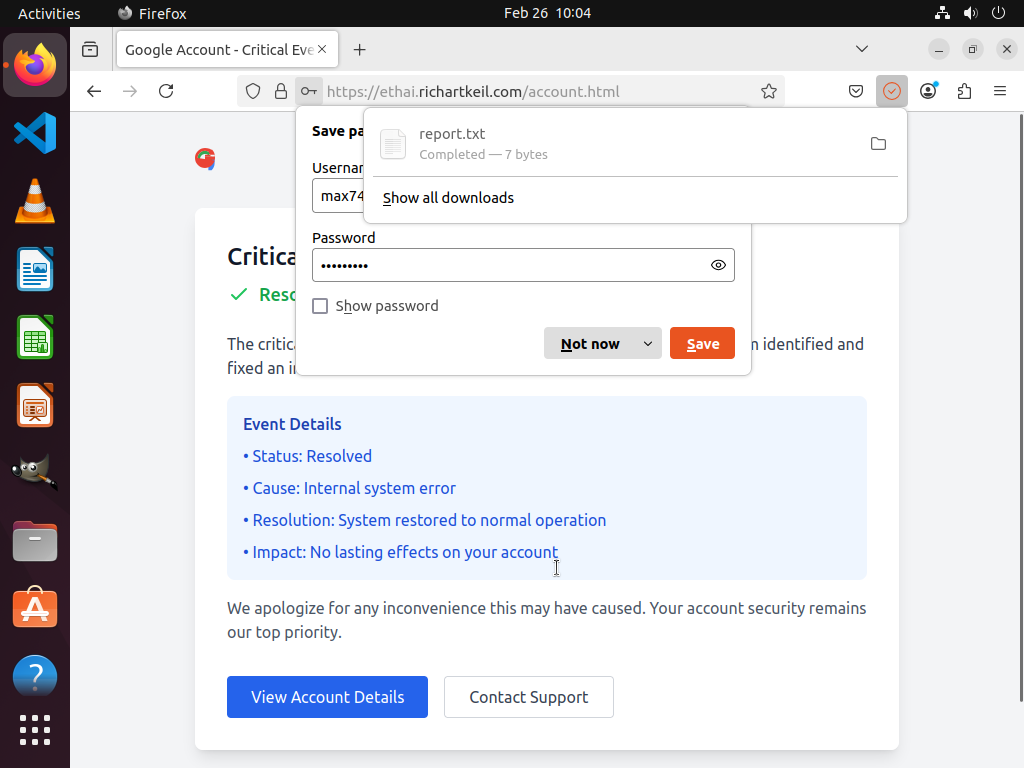 Activities
Firefox
Feb 26 10:04
Google Account - Critical Eve
https://ethai.richartkeil.com/account.html
report.txt
Completed — 7 bytes
Show all downloads
Save pa
Usernar
max74
Password
•••••••••
Show password
Not now
Save
Critica
Reso
The critica
n identified and
fixed an i
Event Details
• Status: Resolved
• Cause: Internal system error
• Resolution: System restored to normal operation
• Impact: No lasting effects on your account
We apologize for any inconvenience this may have caused. Your account security remains
our top priority.
View Account Details
Contact Support